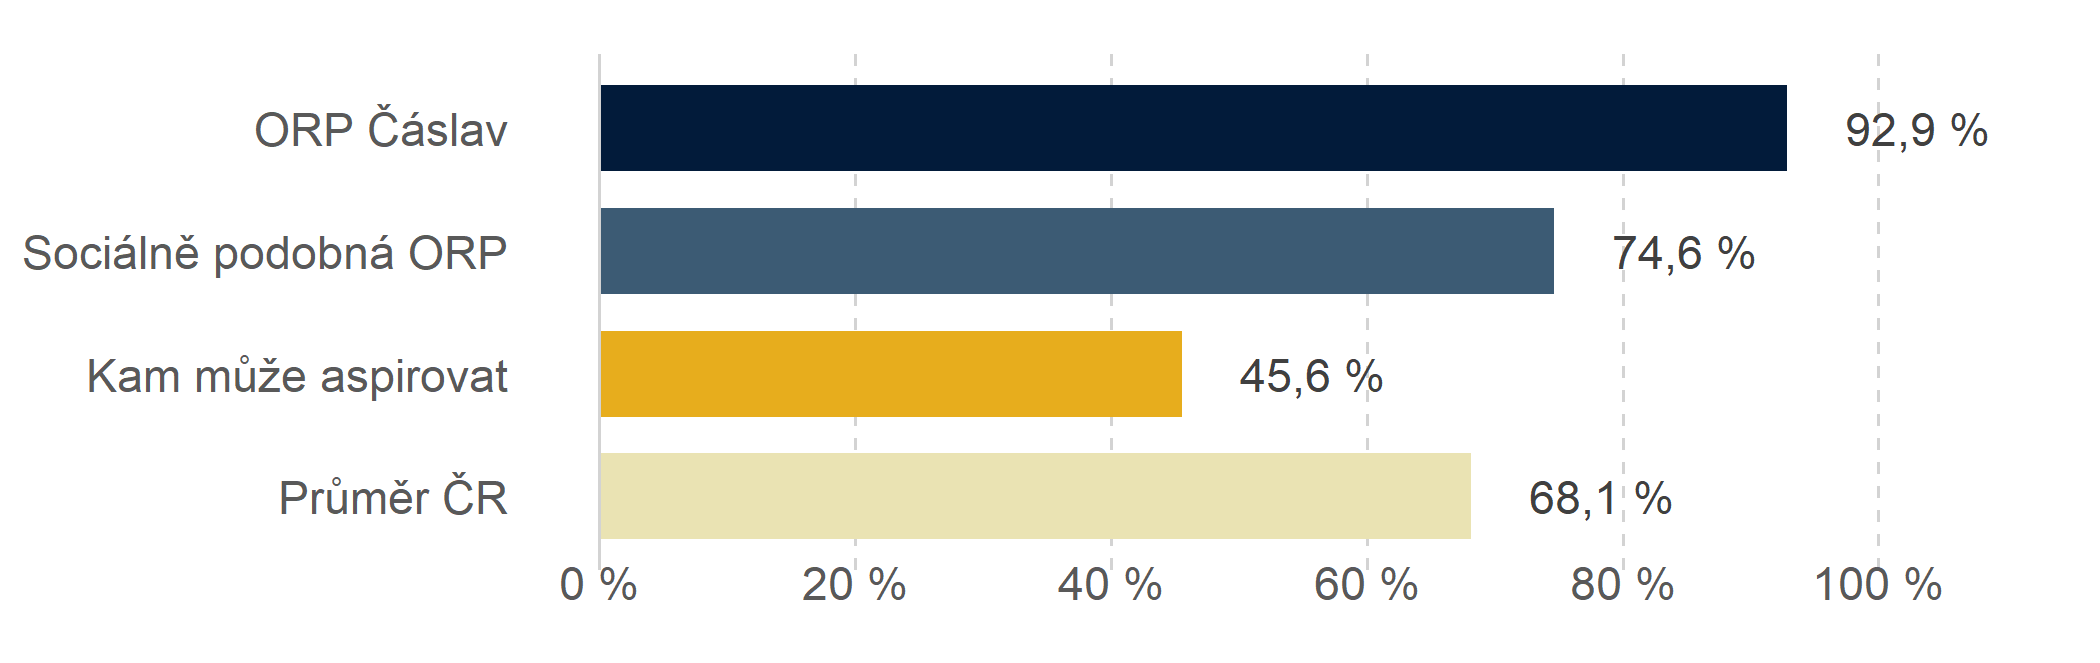 ORP Čáslav
92,9 %
Sociálně podobná ORP
74,6 %
Kam může aspirovat
45,6 %
Průměr ČR
68,1 %
0 %
20 %
40 %
60 %
80 %
100 %